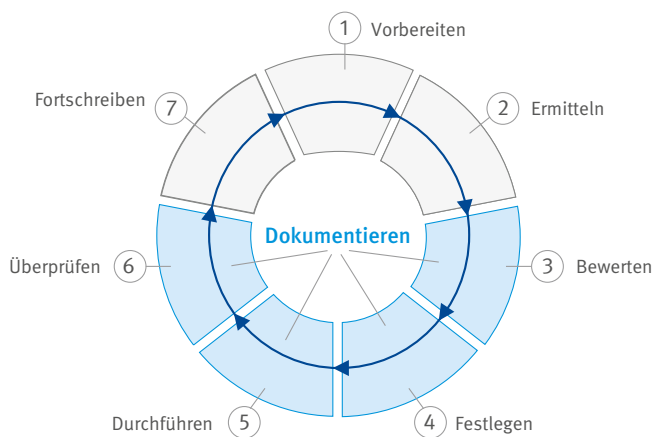 1 Vorbereiten
2 Ermitteln
3 Bewerten
4 Festlegen
5 Durchführen
6 Überprüfen
7 Fortschreiben
Dokumentieren